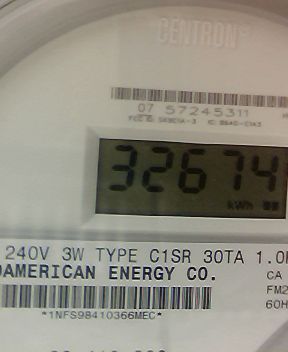 CENTRON
07 57245311
32674
kWh
240V 3W TYPE C1SR 30TA 1.0
AMERICAN ENERGY CO.
CA
FM2
60H
*1NFS98410366MEC*